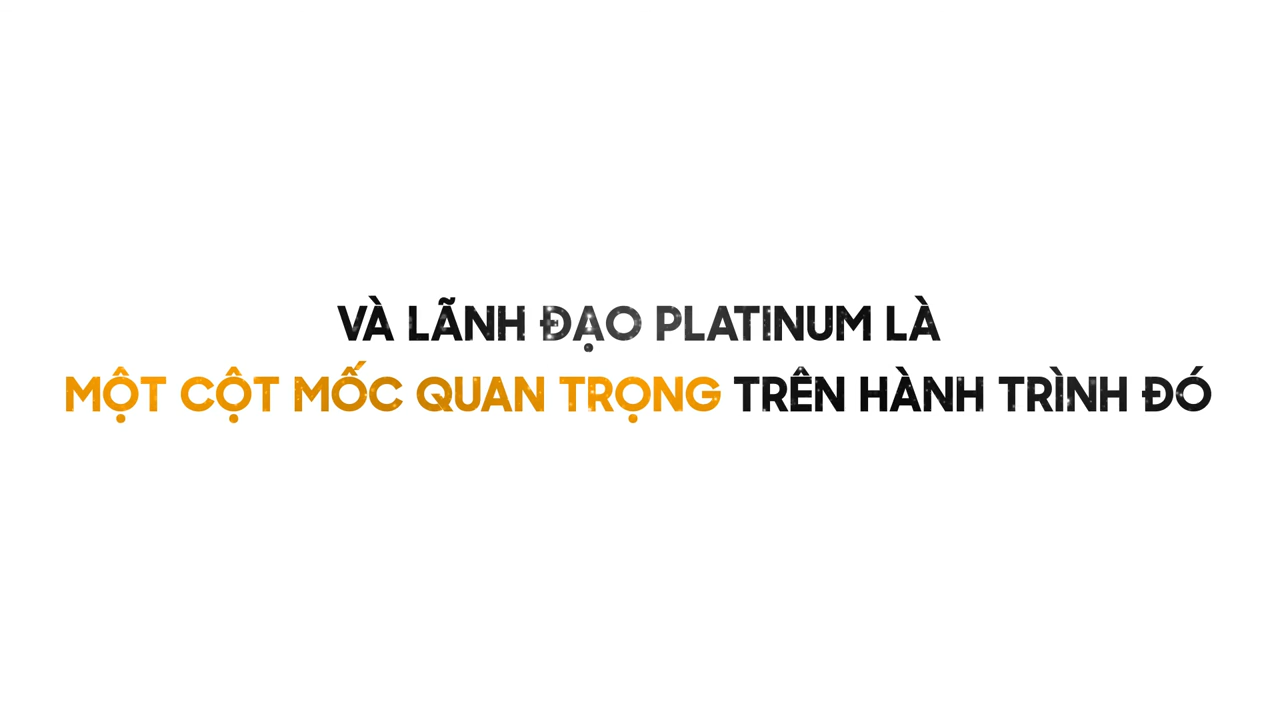 VÀ LÃNH ĐẠO PLATINUM LÀ
MỘT CỘT MỐC QUAN TRỌNG TRÊN HÀNH TRÌNH ĐÓ